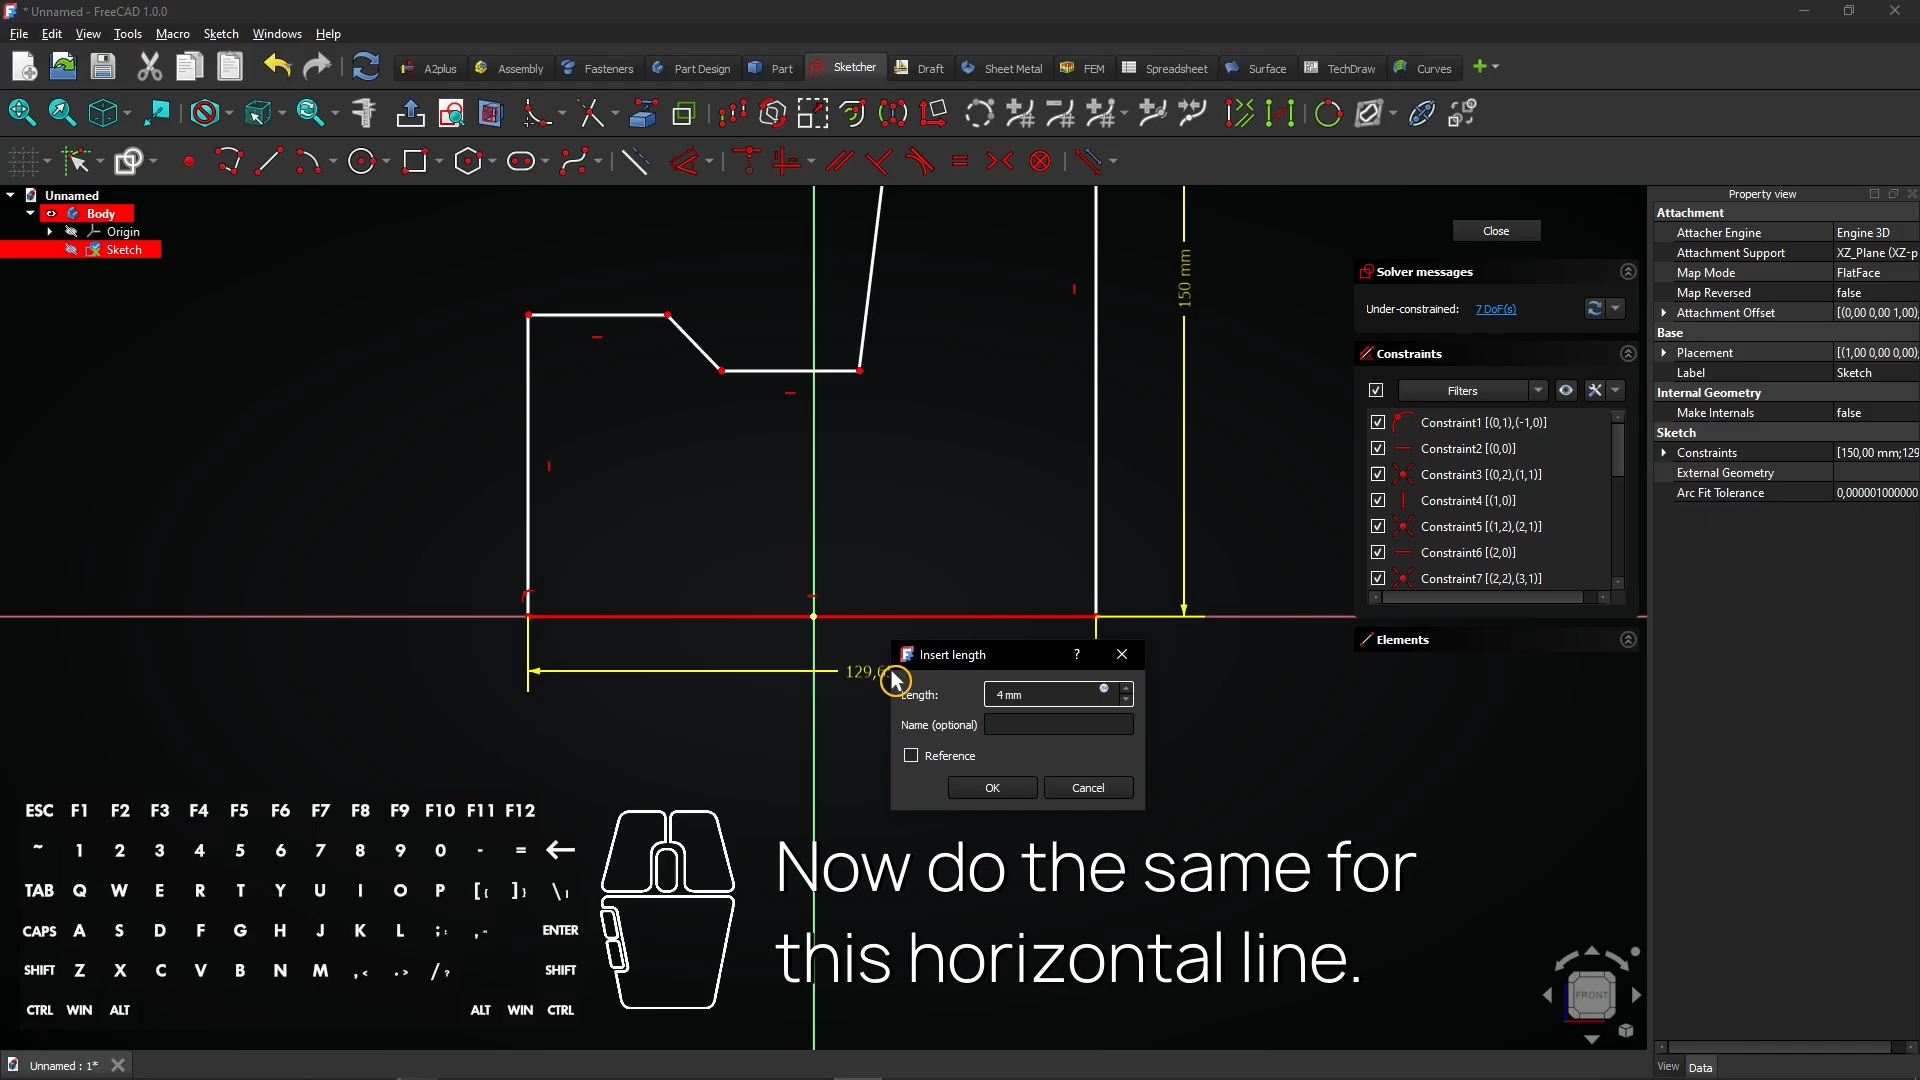 * Unnamed - FreeCAD 1.0.0
File Edit View Tools Macro Sketch Windows Help
A2plus Assembly Fasteners Part Design Part Sketcher Draft Sheet Metal FEM Spreadsheet Surface TechDraw Curves
Unnamed
Body
Origin
Sketch
150 mm
129,6
Close
Solver messages
Under-constrained: 7 DoF(s)
Constraints
Filters
Constraint1 [(0,1),(-1,0)]
Constraint2 [(0,0)]
Constraint3 [(0,2),(1,1)]
Constraint4 [(1,0)]
Constraint5 [(1,2),(2,1)]
Constraint6 [(2,0)]
Constraint7 [(2,2),(3,1)]
Elements
Property view
Attachment
Attacher Engine Engine 3D
Attachment Support XZ_Plane (XZ-p
Map Mode FlatFace
Map Reversed false
Attachment Offset [(0,00 0,00 1,00);
Base
Placement [(1,00 0,00 0,00);
Label Sketch
Internal Geometry
Make Internals false
Sketch
Constraints [150,00 mm;129
External Geometry
Arc Fit Tolerance 0,000001000000
Insert length ?
Length: 4 mm
Name (optional)
Reference
OK Cancel
ESC F1 F2 F3 F4 F5 F6 F7 F8 F9 F10 F11 F12
~ 1 2 3 4 5 6 7 8 9 0 - =
TAB Q W E R T Y U I O P [{ ]} \|
CAPS A S D F G H J K L ;: ,"  ENTER
SHIFT Z X C V B N M ,< .> /? SHIFT
CTRL WIN ALT ALT WIN CTRL
Now do the same for
this horizontal line.
FRONT
Unnamed : 1*
View Data